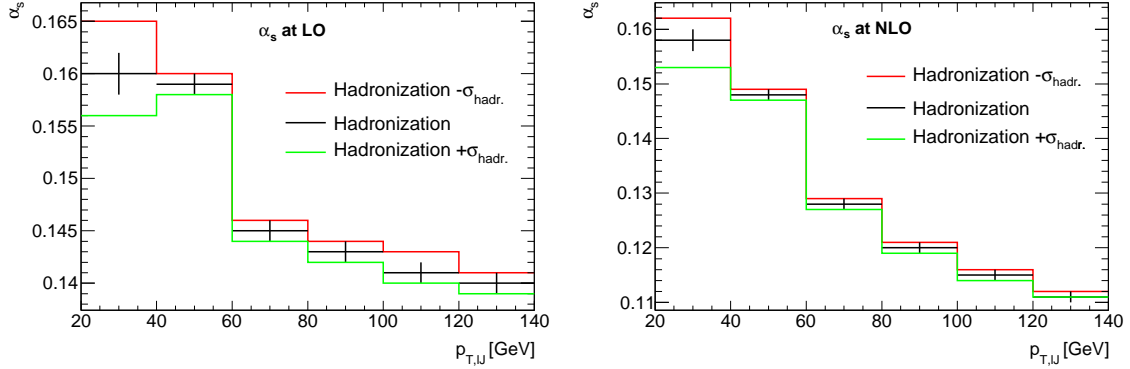 α_s
α_s at LO
0.165
0.16
0.155
0.15
0.145
0.14
Hadronization -σ_hadr.
Hadronization
Hadronization +σ_hadr.
20 40 60 80 100 120 140
p_T,lJ [GeV]
α_s
α_s at NLO
0.16
0.15
0.14
0.13
0.12
0.11
Hadronization -σ_hadr.
Hadronization
Hadronization +σ_hadr.
20 40 60 80 100 120 140
p_T,lJ [GeV]